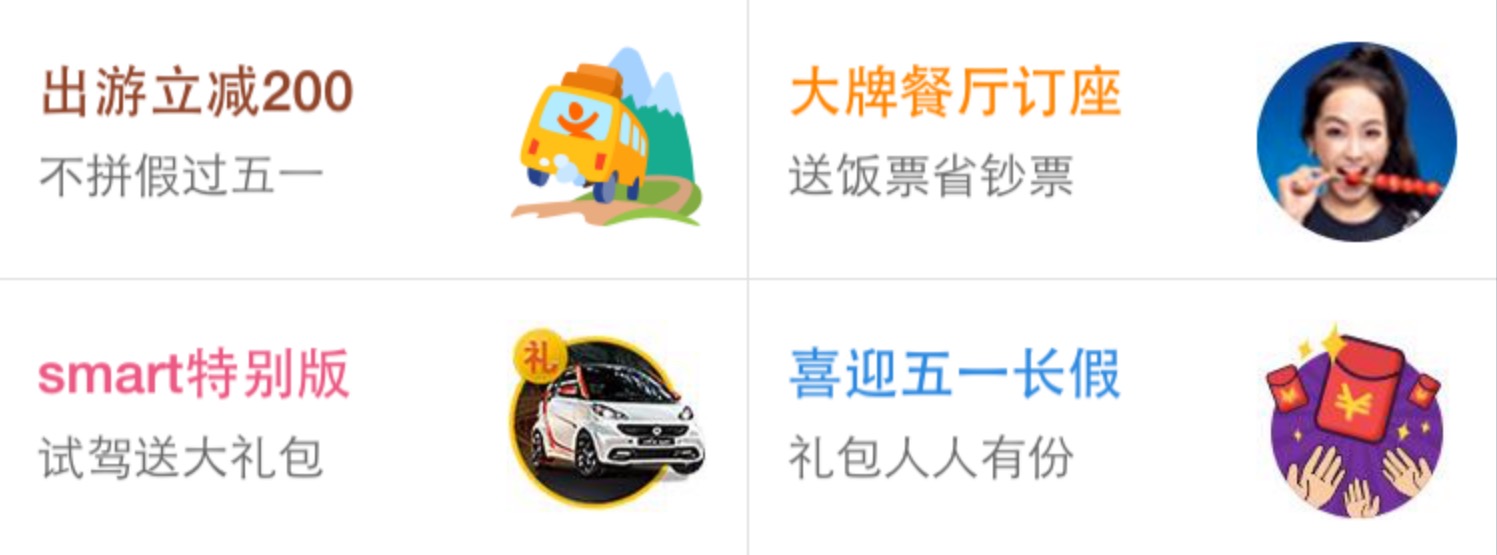 出游立减200
不拼假过五一
大牌餐厅订座
送饭票省钞票
smart特别版
试驾送大礼包
礼
喜迎五一长假
礼包人人有份
¥